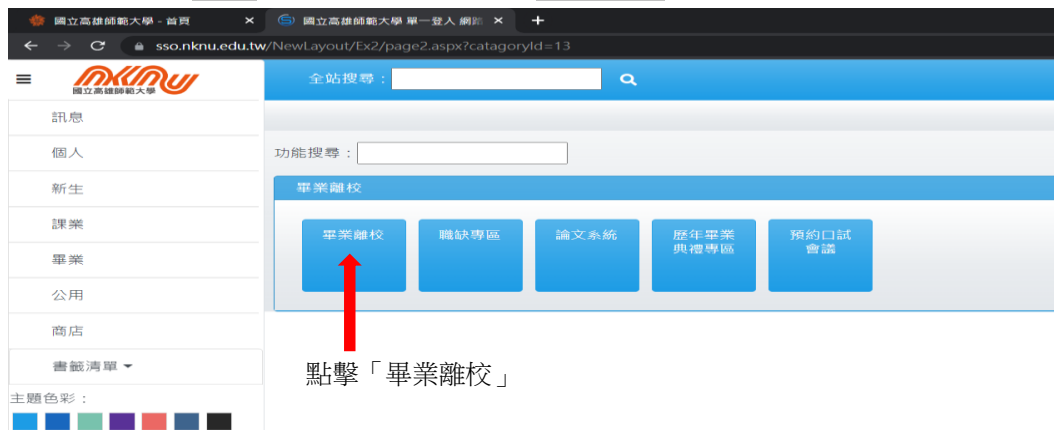 國立高雄師範大學 - 首頁
國立高雄師範大學 單一登入 網路
sso.nknu.edu.tw/NewLayout/Ex2/page2.aspx?catagoryId=13
nknu
國立高雄師範大學
全站搜尋：
訊息
個人
新生
課業
畢業
公用
商店
書籤清單
主題色彩：
功能搜尋：
畢業離校
畢業離校
職缺專區
論文系統
歷年畢業
典禮專區
預約口試
會議
點擊「畢業離校」